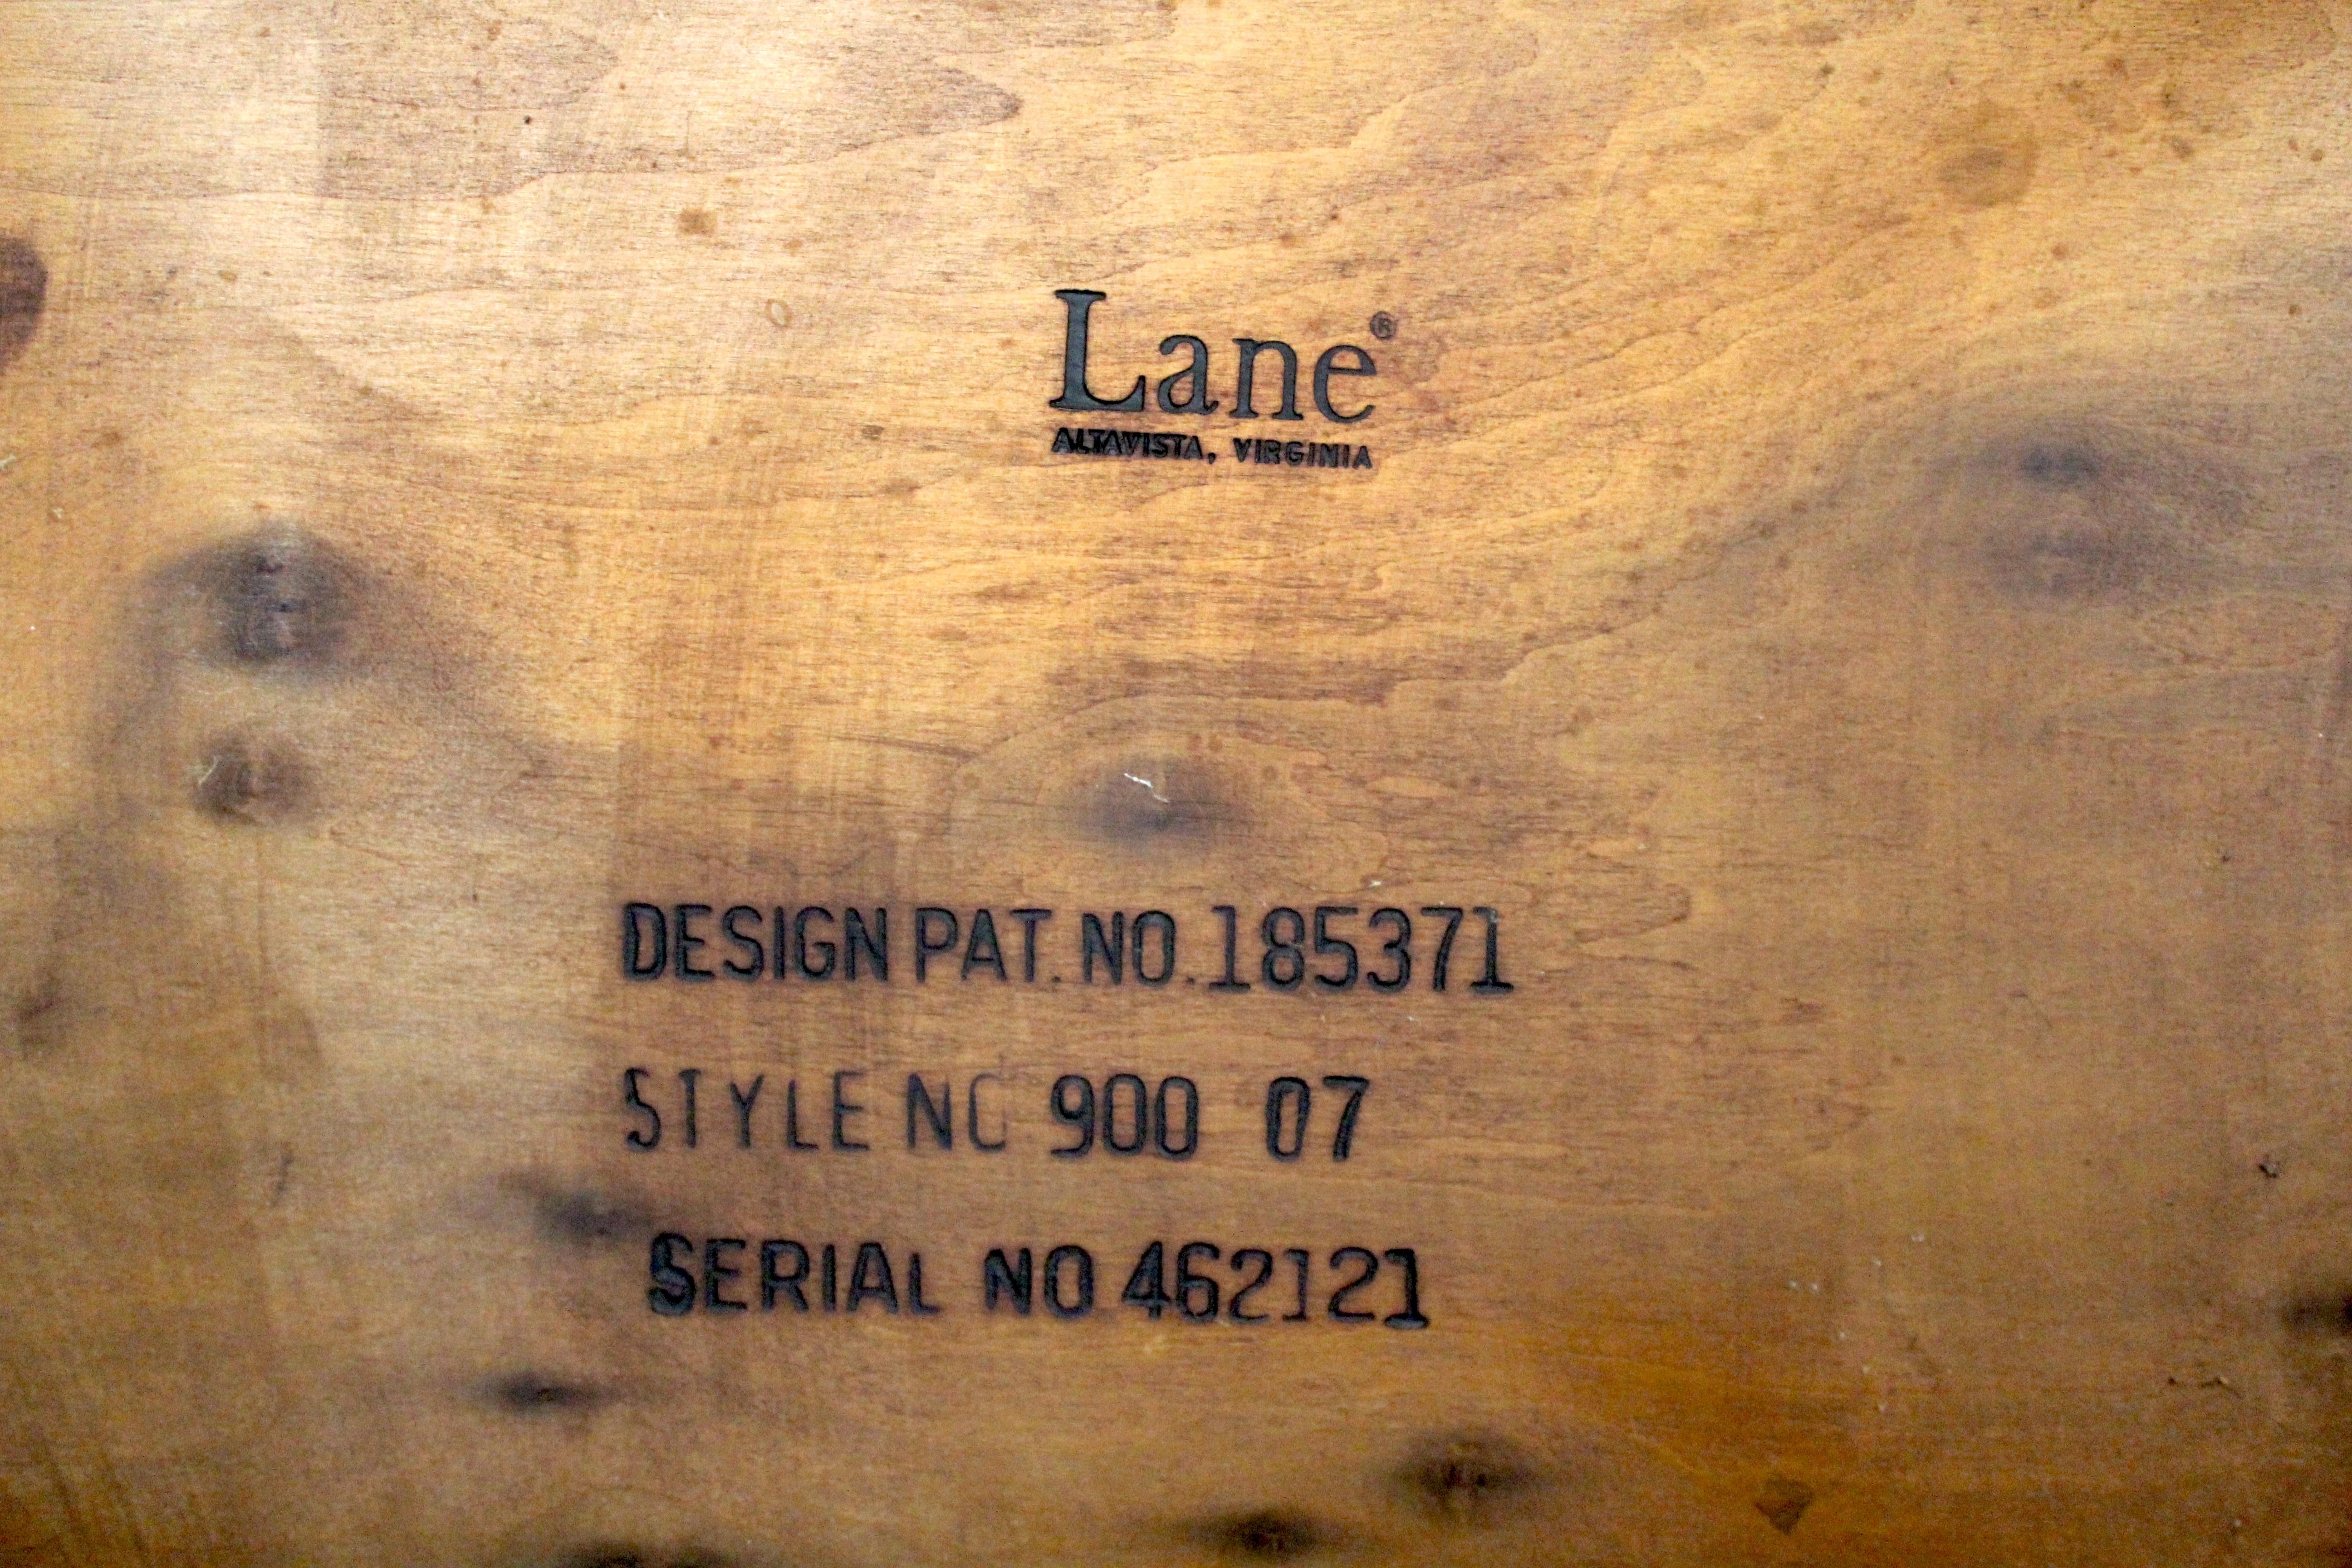 Lane®
ALTAVISTA, VIRGINIA
DESIGN PAT. NO. 185371
STYLE NO 900 07
SERIAL NO 462121